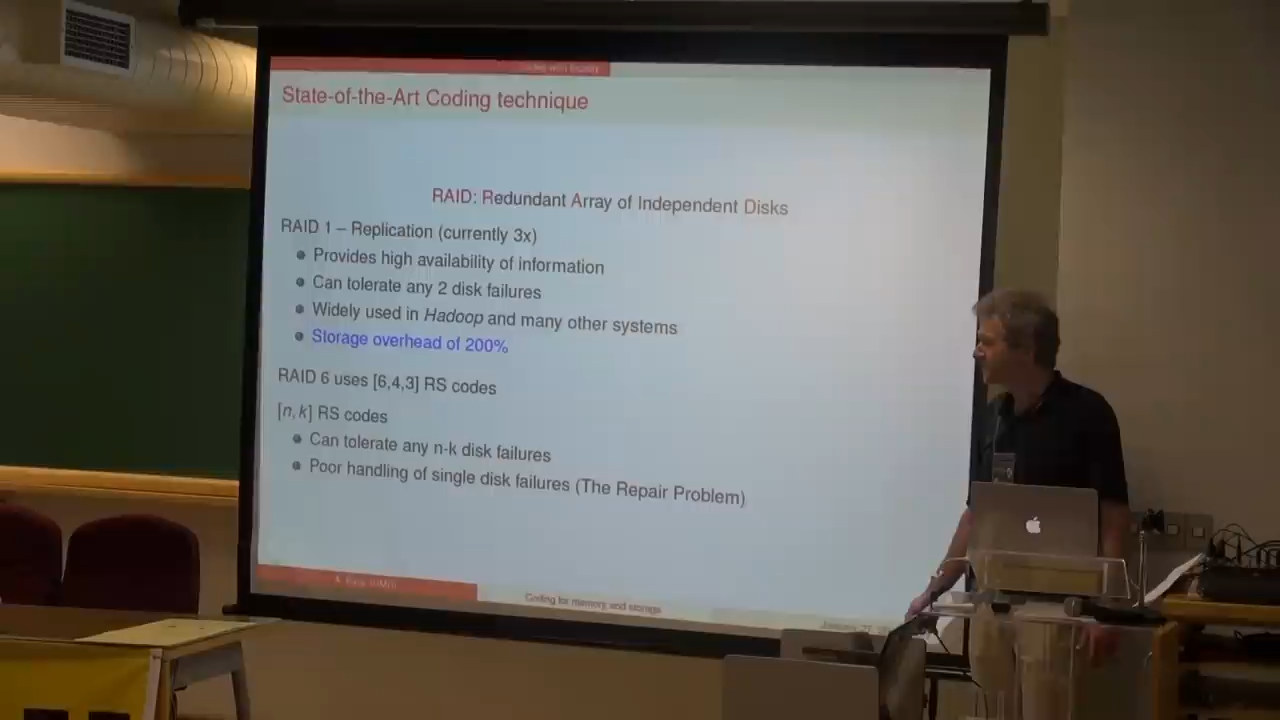 State-of-the-Art Coding technique
RAID: Redundant Array of Independent Disks
RAID 1 – Replication (currently 3x)
Provides high availability of information
Can tolerate any 2 disk failures
Widely used in Hadoop and many other systems
Storage overhead of 200%
RAID 6 uses [6,4,3] RS codes
[n, k] RS codes
Can tolerate any n-k disk failures
Poor handling of single disk failures (The Repair Problem)
Coding for memory and storage